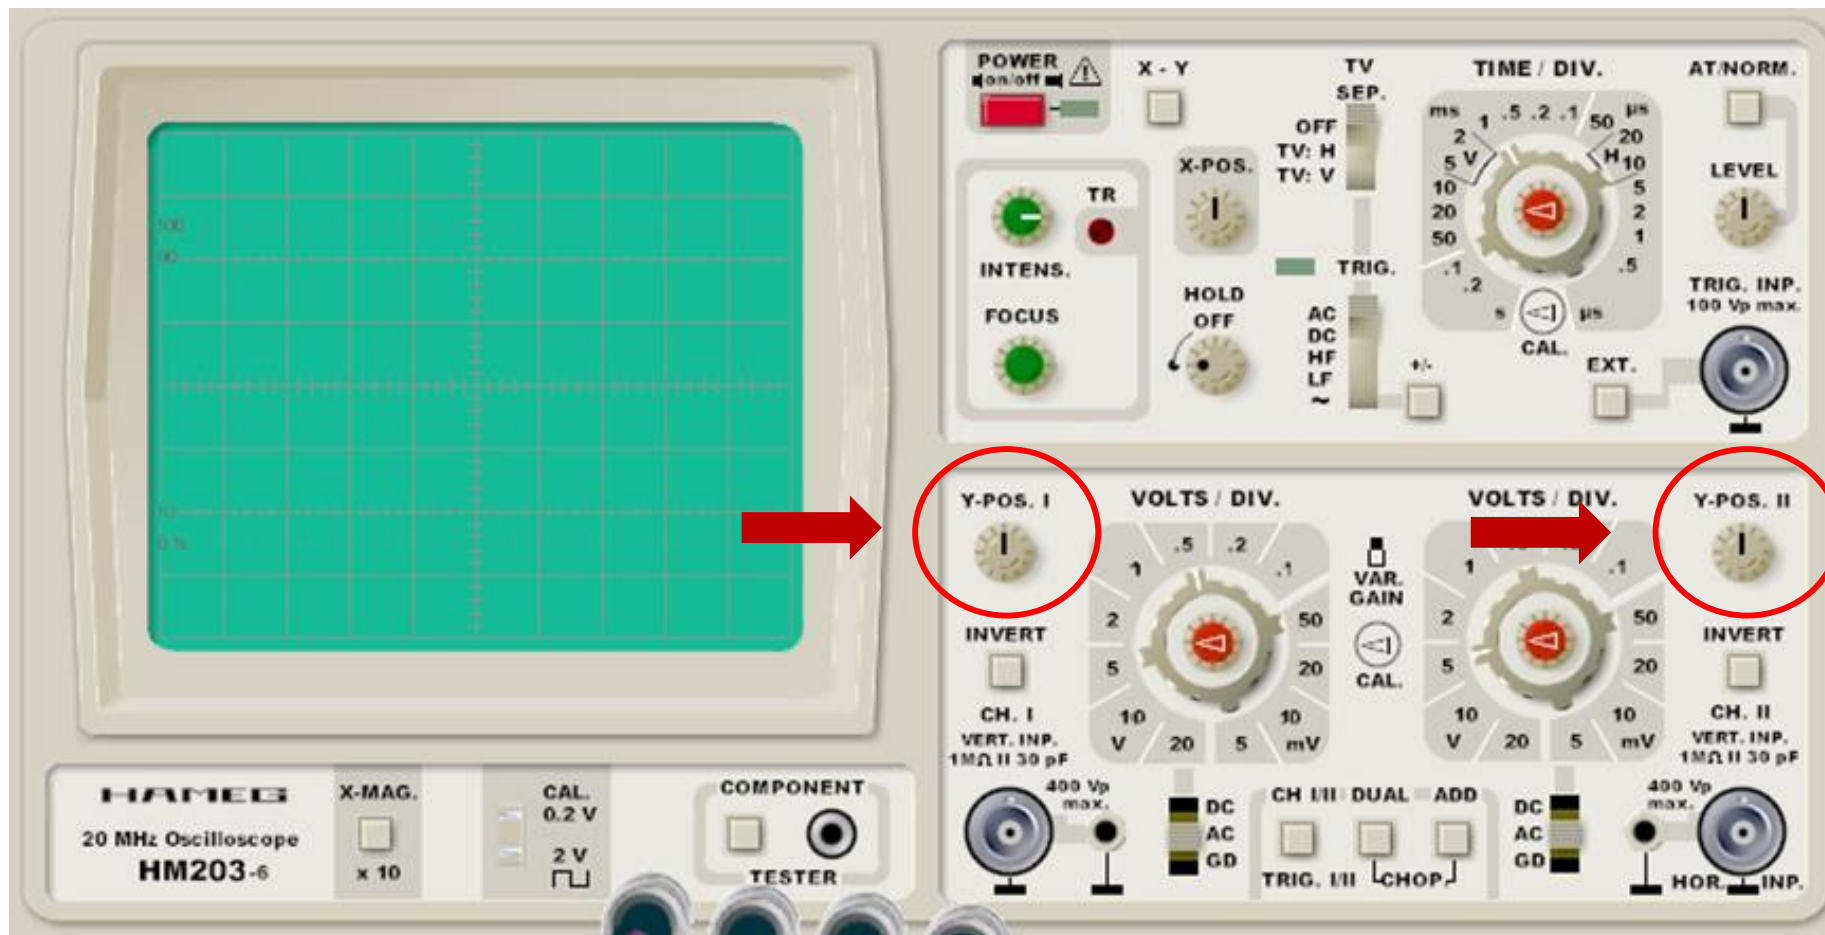 POWER
on/off
X - Y
TV
SEP.
OFF
TV: H
TV: V
TIME / DIV.
AT/NORM.
ms
2
1
.5
.2
.1
50
µs
20
10
5
2
1
.5
5
V
H
10
20
50
.1
.2
s
µs
CAL.
X-POS.
TR
INTENS.
FOCUS
HOLD
OFF
TRIG.
AC
DC
HF
LF
~
+/-
LEVEL
TRIG. INP.
100 Vp max.
EXT.
100
90
10
0 %
Y-POS. I
VOLTS / DIV.
VOLTS / DIV.
Y-POS. II
.5
.2
.1
1
2
5
10
V
20
5
mV
10
20
50
VAR.
GAIN
CAL.
.1
1
2
5
10
V
20
5
mV
10
20
50
INVERT
CH. I
VERT. INP.
1MΩ II 30 pF
400 Vp
max.
INVERT
CH. II
VERT. INP.
1MΩ II 30 pF
400 Vp
max.
DC
AC
GD
CH I/II
DUAL
ADD
TRIG. I/II
CHOP.
DC
AC
GD
HOR. INP.
HAMEG
20 MHz Oscilloscope
HM203-6
X-MAG.
x 10
CAL.
0.2 V
2 V
COMPONENT
TESTER